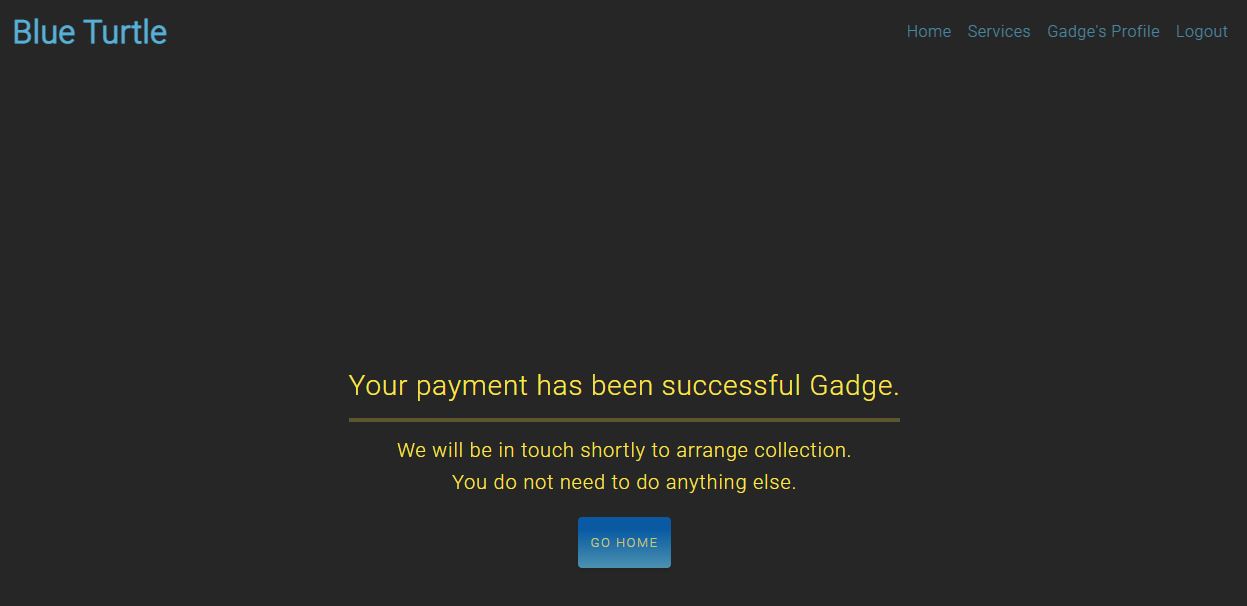 Blue Turtle
Home Services Gadge's Profile Logout
Your payment has been successful Gadge.
We will be in touch shortly to arrange collection.
You do not need to do anything else.
GO HOME